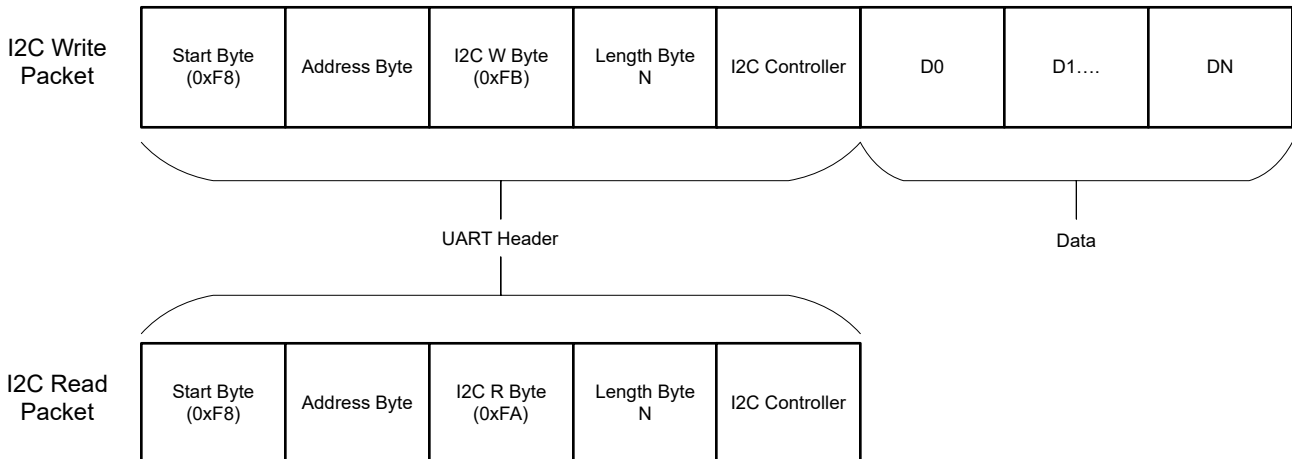 I2C Write
Packet
Start Byte
(0xF8)
Address Byte
I2C W Byte
(0xFB)
Length Byte
N
I2C Controller
D0
D1....
DN
UART Header
Data
I2C Read
Packet
Start Byte
(0xF8)
Address Byte
I2C R Byte
(0xFA)
Length Byte
N
I2C Controller